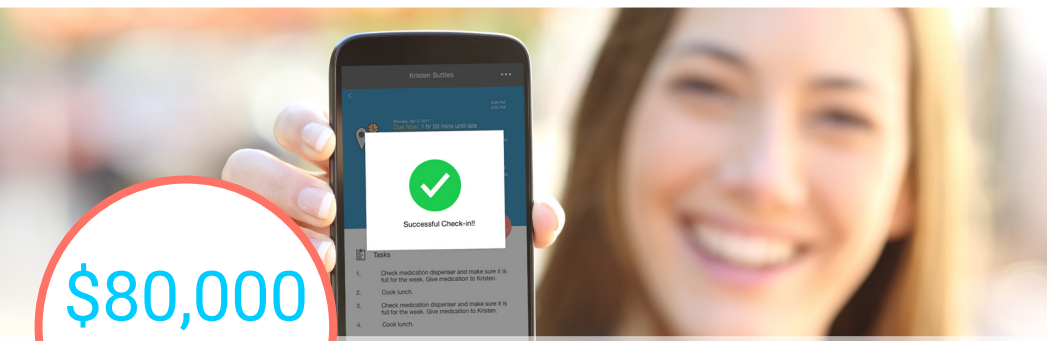 Kristen Buttles
Due Now: 1 hr 58 mins until late
Successful Check-in!!
Tasks
1. Check medication dispenser and make sure it is
full for the week. Give medication to Kristen.
2. Cook lunch.
3. Check medication dispenser and make sure it is
full for the week. Give medication to Kristen.
4. Cook lunch.
$80,000